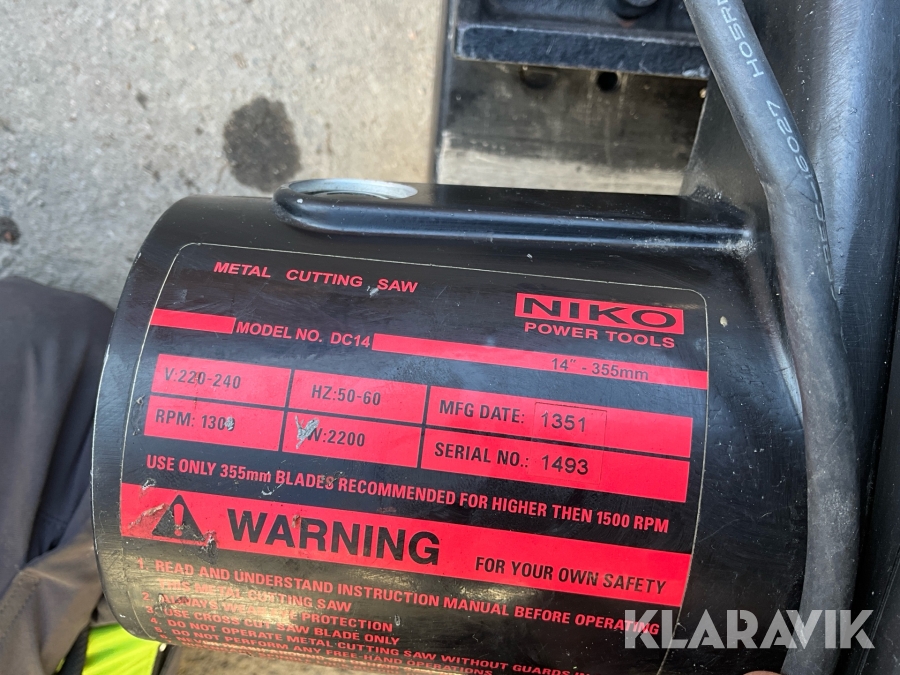 H05R
6027
METAL CUTTING SAW
NIKO
POWER TOOLS
MODEL NO. DC14
14" - 355mm
V:220-240
HZ:50-60
MFG DATE: 1351
RPM: 1300
W:2200
SERIAL NO.: 1493
USE ONLY 355mm BLADES RECOMMENDED FOR HIGHER THEN 1500 RPM
WARNING
FOR YOUR OWN SAFETY
1. READ AND UNDERSTAND INSTRUCTION MANUAL BEFORE OPERATING
THIS METAL CUTTING SAW
2. ALWAYS WEAR EYE PROTECTION
3. USE CROSS CUT SAW BLADE ONLY
4. DO NOT OPERATE METAL CUTTING SAW WITHOUT GUARDS IN
5. DO NOT PERFORM ANY FREE-HAND OPERATIONS
KLARAVIK